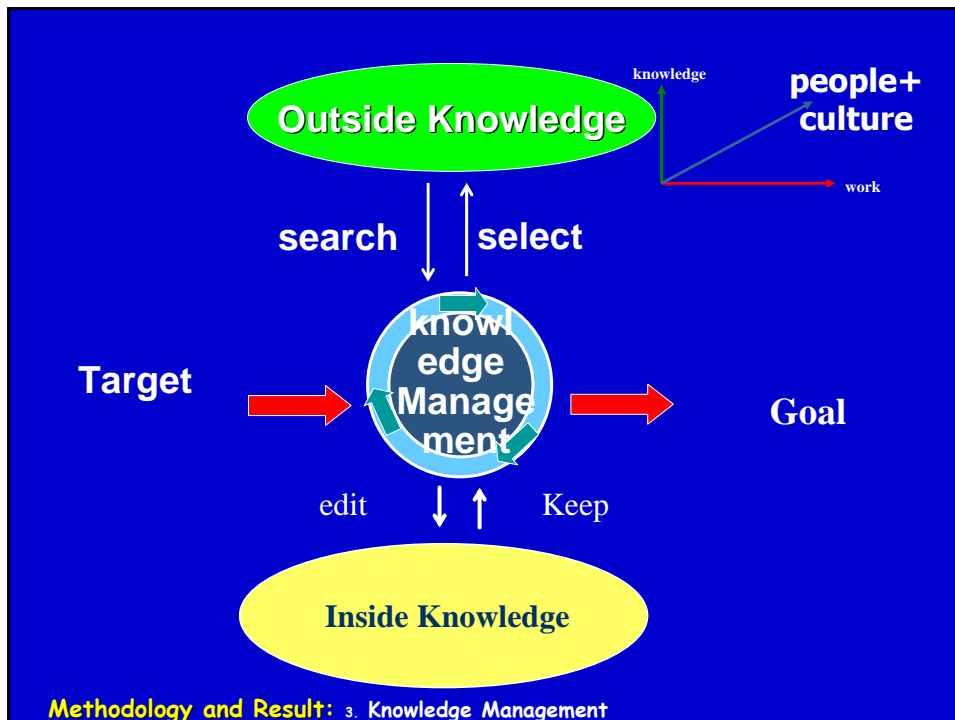 Outside Knowledge
knowledge
people+
culture
work
search
select
knowl
edge
Manage
ment
Target
Goal
edit
Keep
Inside Knowledge
Methodology and Result: 3. Knowledge Management